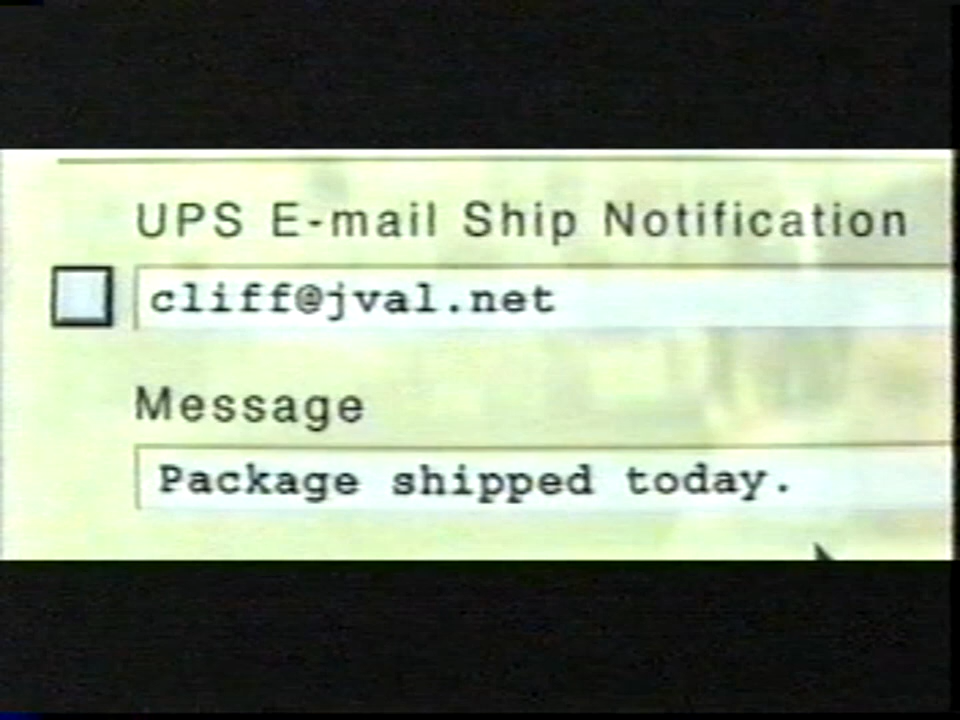 UPS E-mail Ship Notification
cliff@jval.net
Message
Package shipped today.